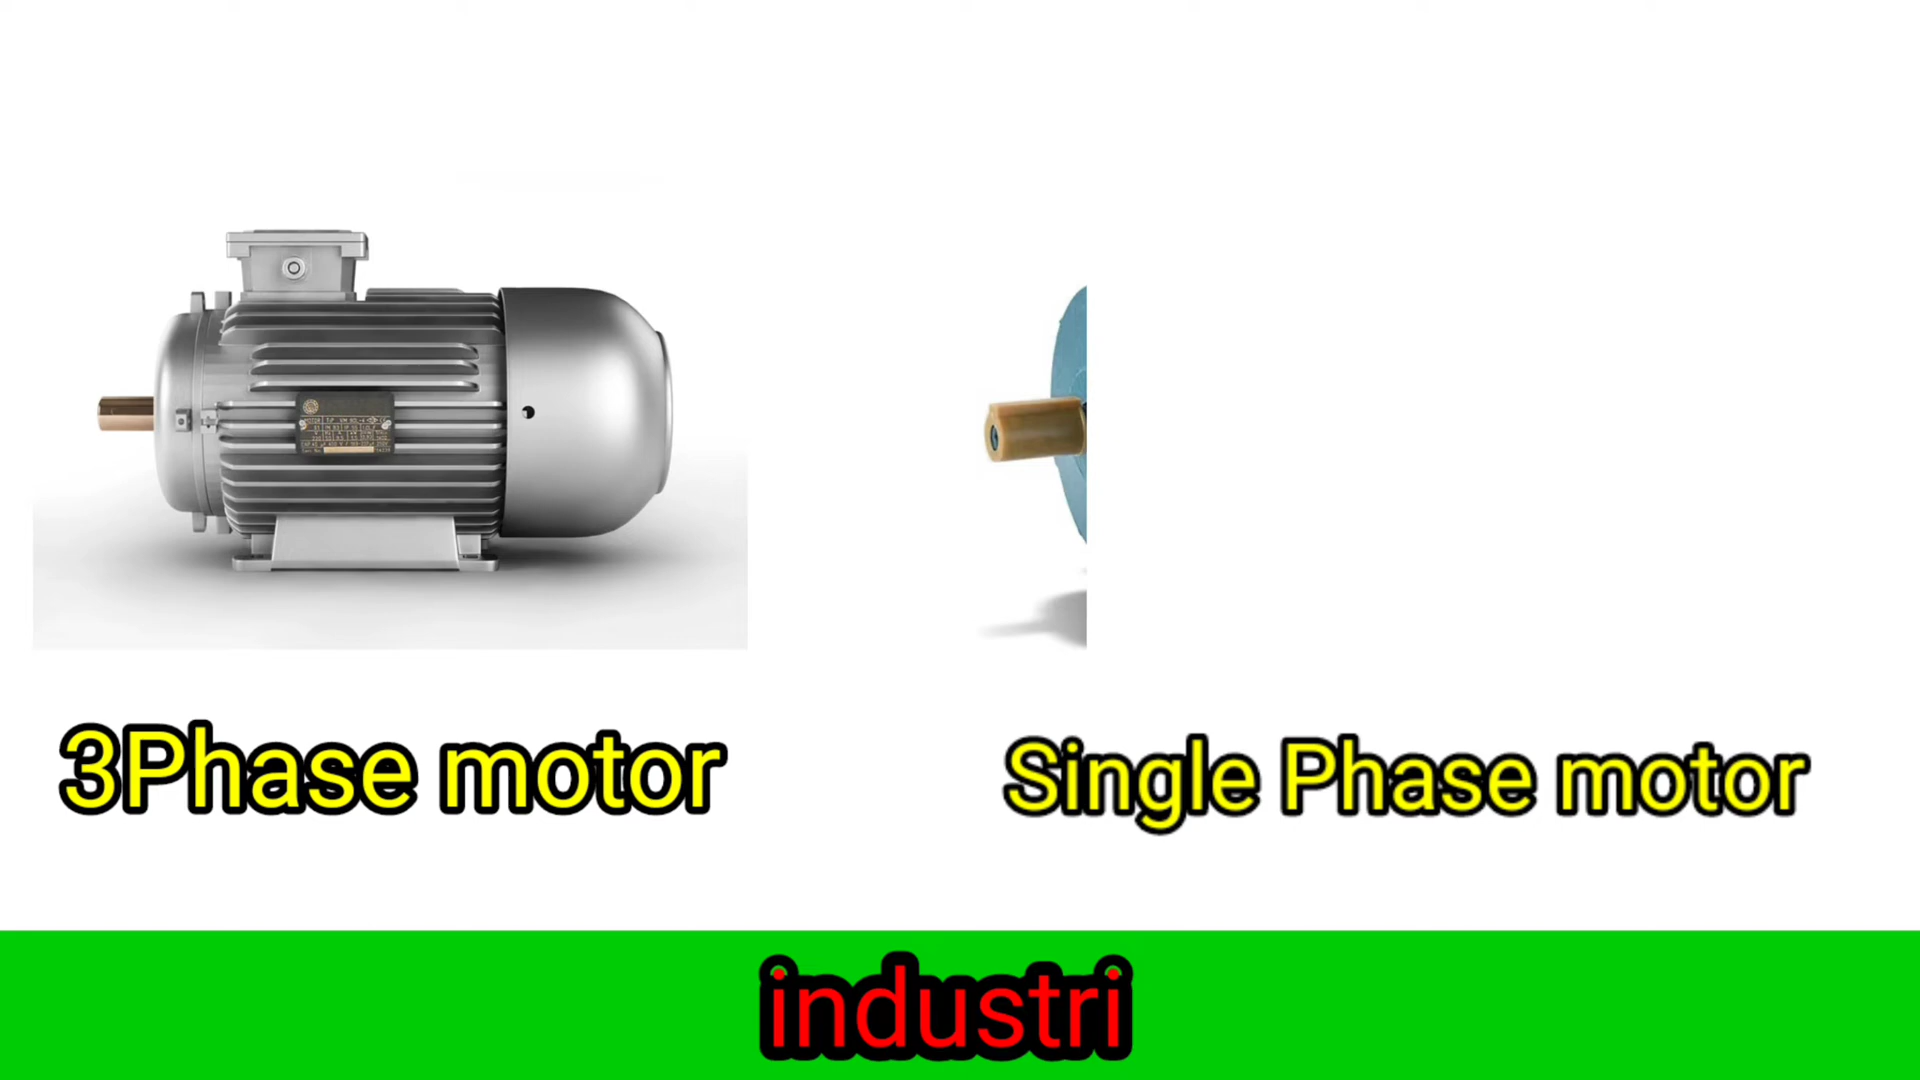 3Phase motor
Single Phase motor
industri